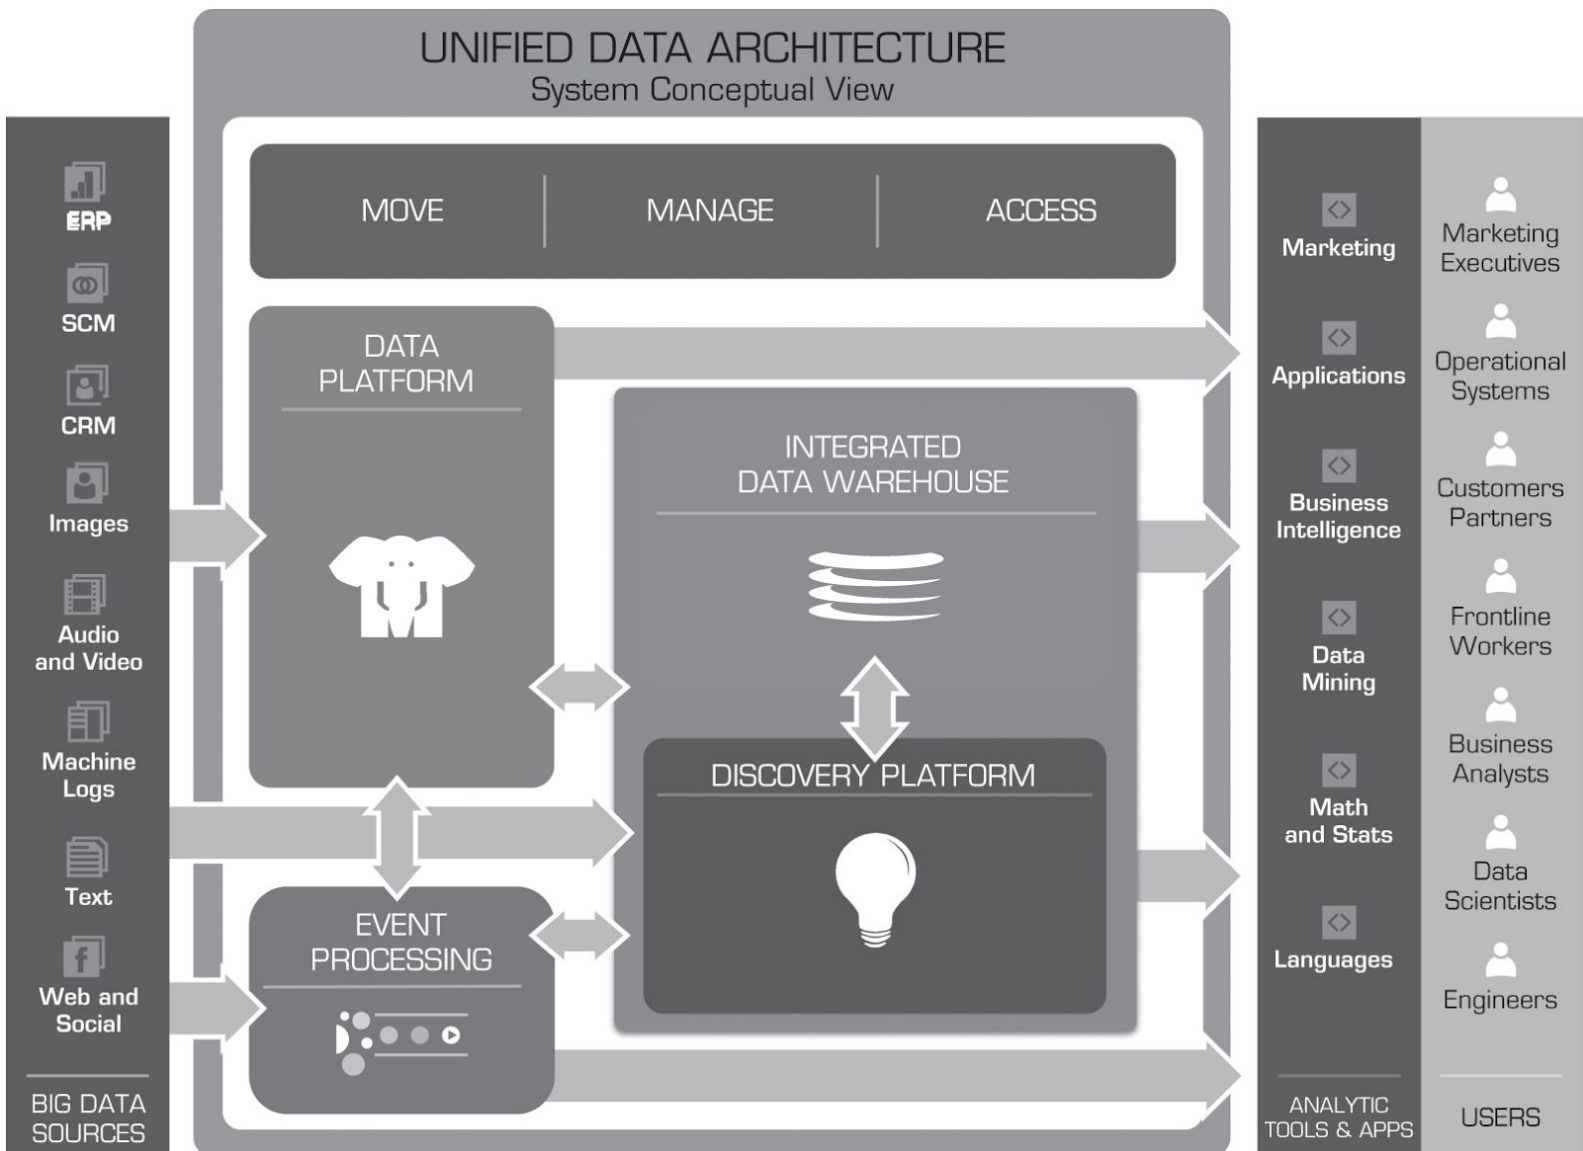 UNIFIED DATA ARCHITECTURE
System Conceptual View
MOVE
MANAGE
ACCESS
ERP
SCM
CRM
Images
Audio
and Video
Machine
Logs
Text
Web and
Social
BIG DATA
SOURCES
DATA
PLATFORM
INTEGRATED
DATA WAREHOUSE
DISCOVERY PLATFORM
EVENT
PROCESSING
Marketing
Applications
Business
Intelligence
Data
Mining
Math
and Stats
Languages
ANALYTIC
TOOLS & APPS
Marketing
Executives
Operational
Systems
Customers
Partners
Frontline
Workers
Business
Analysts
Data
Scientists
Engineers
USERS